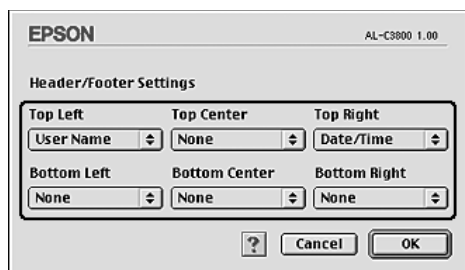 EPSON AL-C3800 1.00
Header/Footer Settings
Top Left Top Center Top Right
User Name None Date/Time
Bottom Left Bottom Center Bottom Right
None None None
? Cancel OK